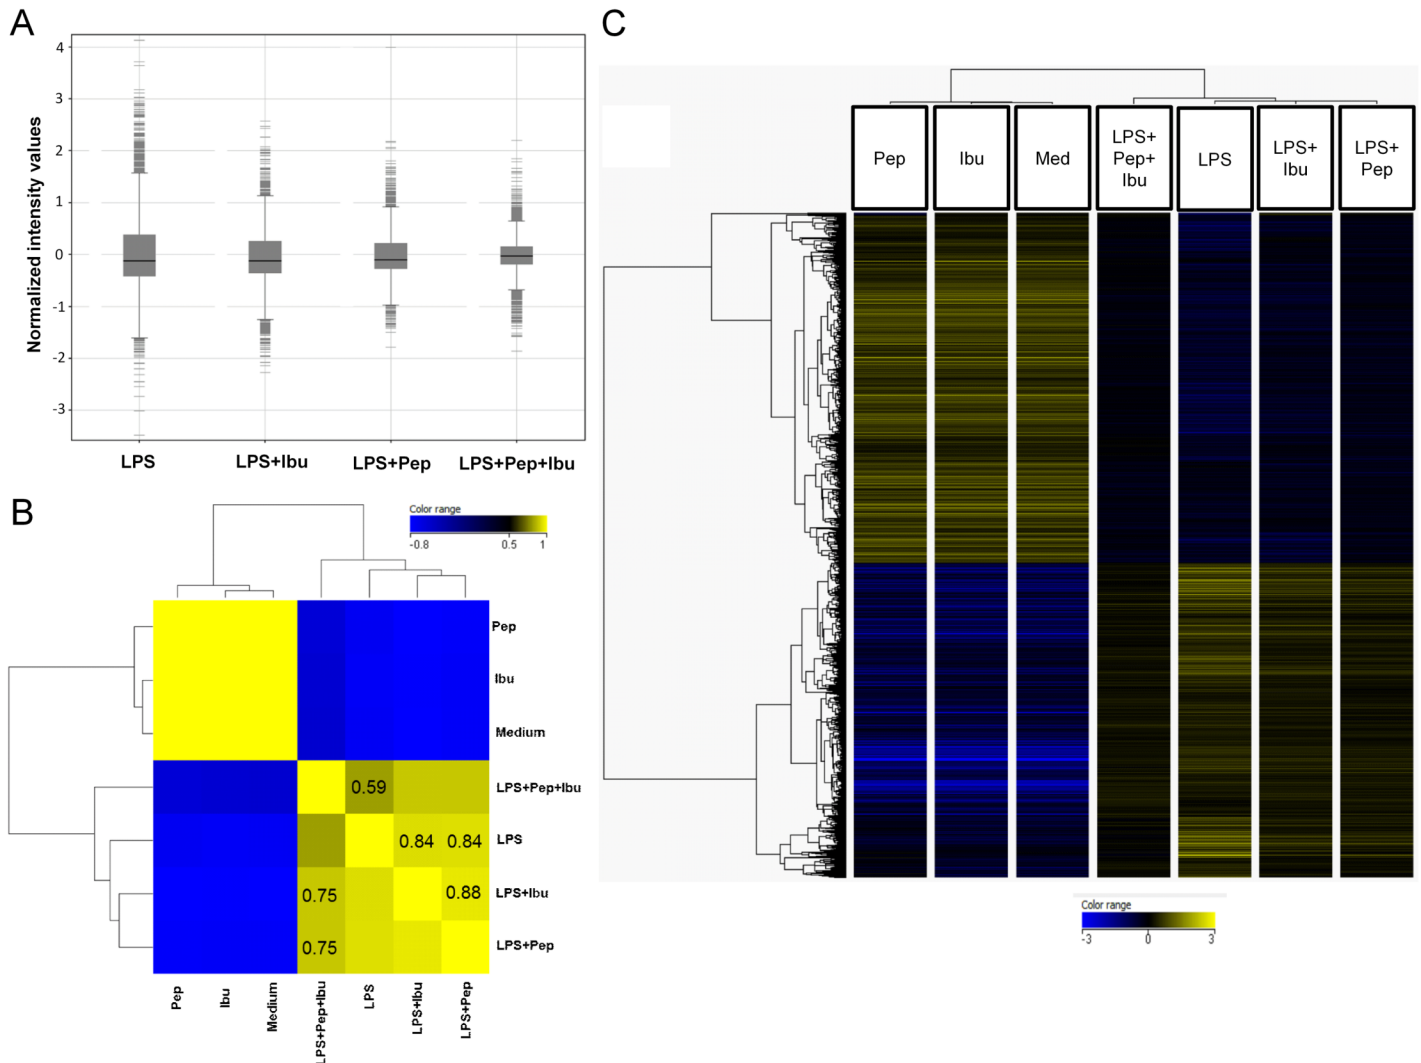 A
Normalized intensity values
4
3
2
1
0
-1
-2
-3
LPS
LPS+Ibu
LPS+Pep
LPS+Pep+Ibu
B
Color range
-0.8
0.5
1
Pep
Ibu
Medium
LPS+Pep+Ibu
LPS
LPS+Ibu
LPS+Pep
0.59
0.84
0.84
0.75
0.88
0.75
Pep
Ibu
Medium
LPS+Pep+Ibu
LPS
LPS+Ibu
LPS+Pep
C
Pep
Ibu
Med
LPS+
Pep+
Ibu
LPS
LPS+
Ibu
LPS+
Pep
Color range
-3
0
3